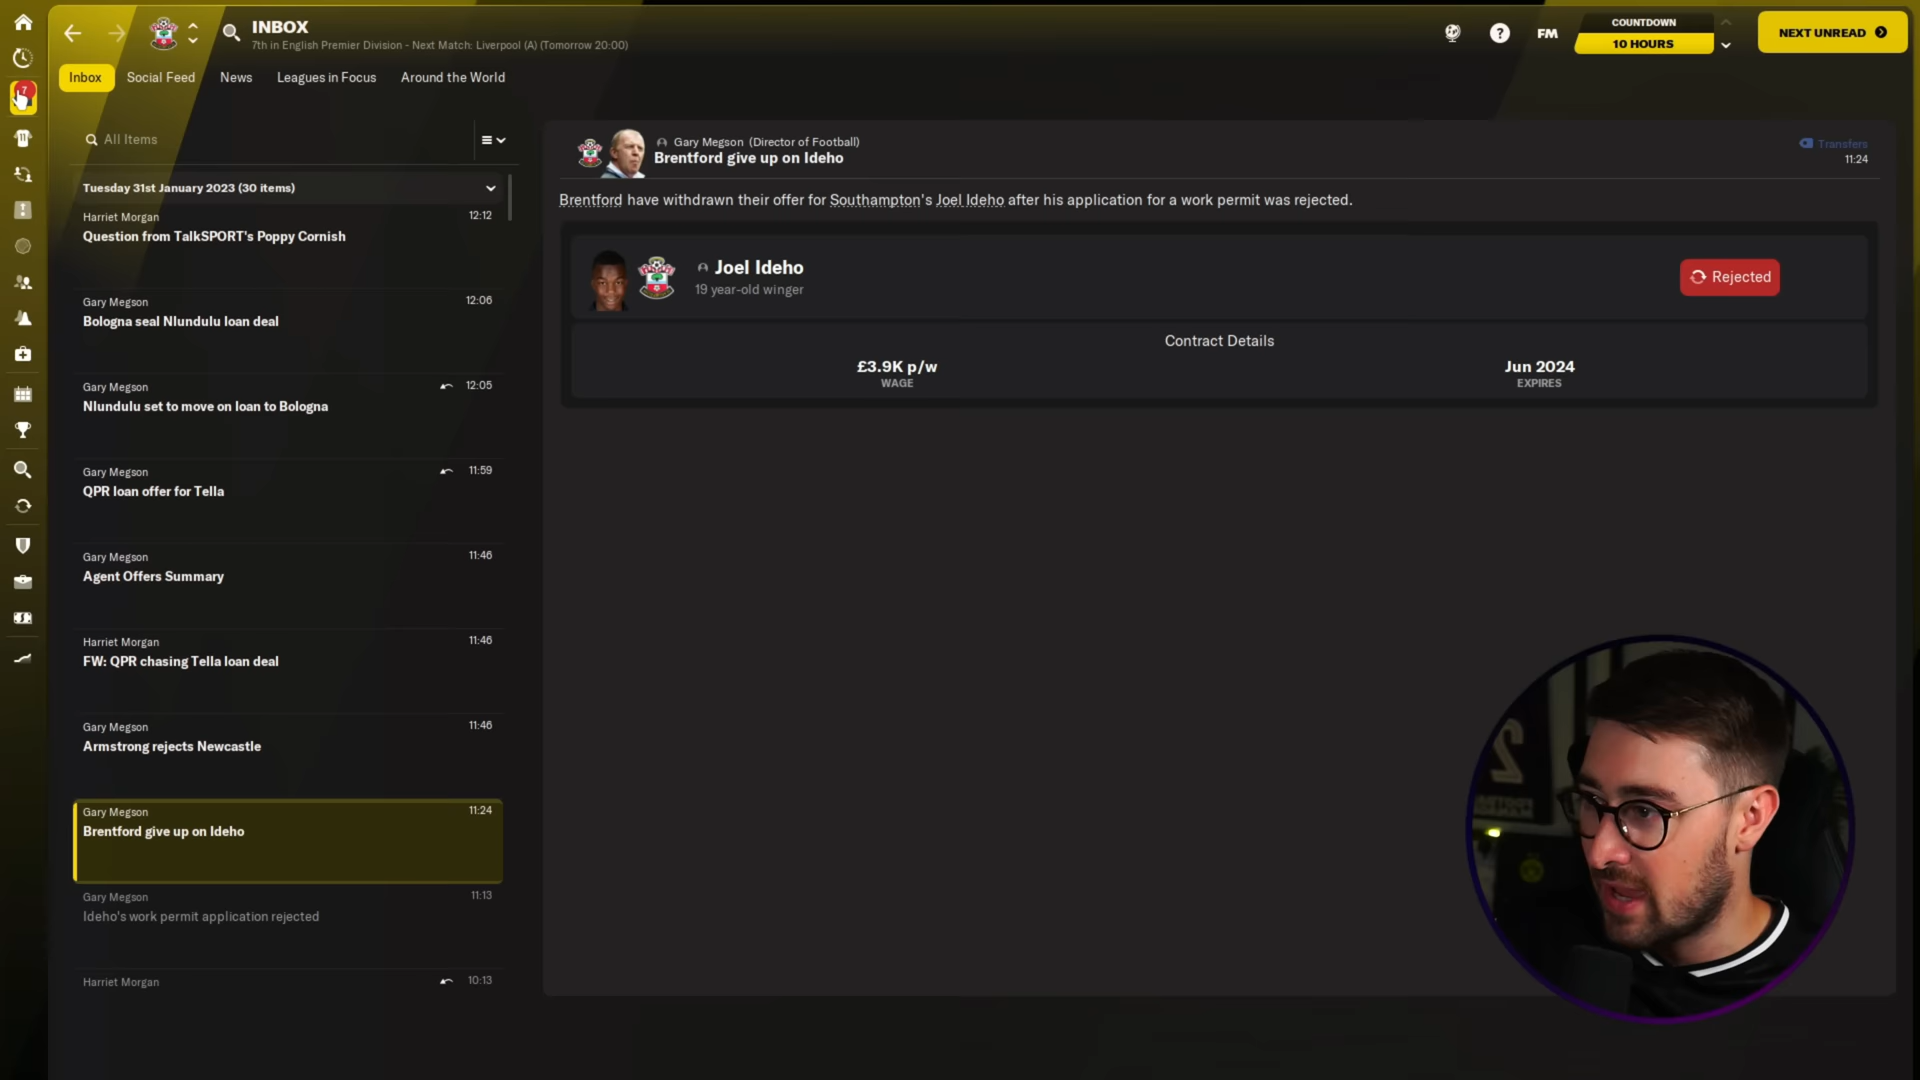 INBOX
7th in English Premier Division - Next Match: Liverpool (A) (Tomorrow 20:00)
FM
COUNTDOWN
10 HOURS
NEXT UNREAD
Inbox
Social Feed
News
Leagues in Focus
Around the World
7
All Items
Tuesday 31st January 2023 (30 items)
Harriet Morgan 12:12
Question from TalkSPORT's Poppy Cornish
Gary Megson 12:06
Bologna seal Nlundulu loan deal
Gary Megson 12:05
Nlundulu set to move on loan to Bologna
Gary Megson 11:59
QPR loan offer for Tella
Gary Megson 11:46
Agent Offers Summary
Harriet Morgan 11:46
FW: QPR chasing Tella loan deal
Gary Megson 11:46
Armstrong rejects Newcastle
Gary Megson 11:24
Brentford give up on Ideho
Gary Megson 11:13
Ideho's work permit application rejected
Harriet Morgan 10:13
Gary Megson (Director of Football)
Brentford give up on Ideho
Transfers
11:24
Brentford have withdrawn their offer for Southampton's Joel Ideho after his application for a work permit was rejected.
Joel Ideho
19 year-old winger
Rejected
Contract Details
£3.9K p/w
WAGE
Jun 2024
EXPIRES